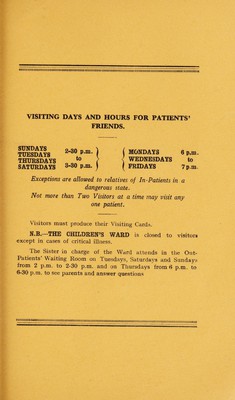 VISITING DAYS AND HOURS FOR PATIENTS'
FRIENDS.
SUNDAYS
TUESDAYS
THURSDAYS
SATURDAYS
2-30 p.m.
to
3-30 p.m.
MONDAYS
WEDNESDAYS
FRIDAYS
6 p.m.
to
7 p.m.
Exceptions are allowed to relatives of In-Patients in a
dangerous state.
Not more than Two Visitors at a time may visit any
one patient.
Visitors must produce their Visiting Cards.
N.B.—THE CHILDREN'S WARD is closed to visitors
except in cases of critical illness.
The Sister in charge of the Ward attends in the Out-
Patients' Waiting Room on Tuesdays, Saturdays and Sundays
from 2 p.m. to 2-30 p.m. and on Thursdays from 6 p.m. to
6-30 p.m. to see parents and answer questions